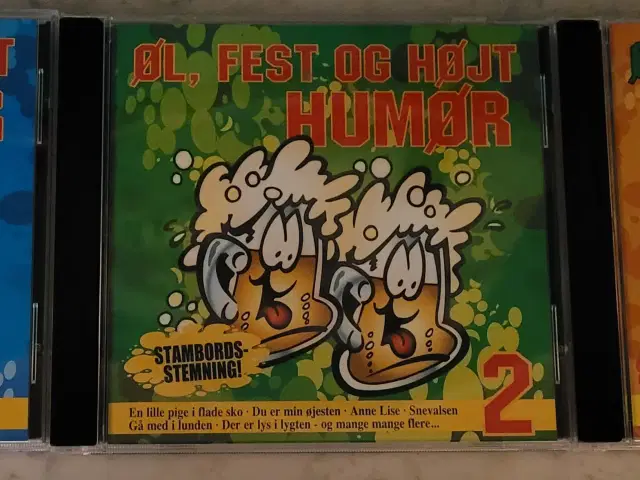 ØL, FEST OG HØJT
HUMØR
STAMBORDS-
STEMNING!
En lille pige i flade sko · Du er min øjesten · Anne Lise · Snevalsen
Gå med i lunden · Der er lys i lygten - og mange mange flere...
2